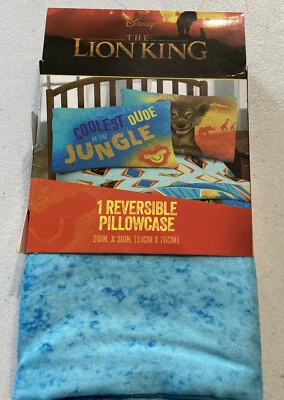 Disney
THE
LION KING
COOLEST DUDE
IN THE
JUNGLE
1 REVERSIBLE
PILLOWCASE
20IN. X 30IN. (51CM X 76CM)